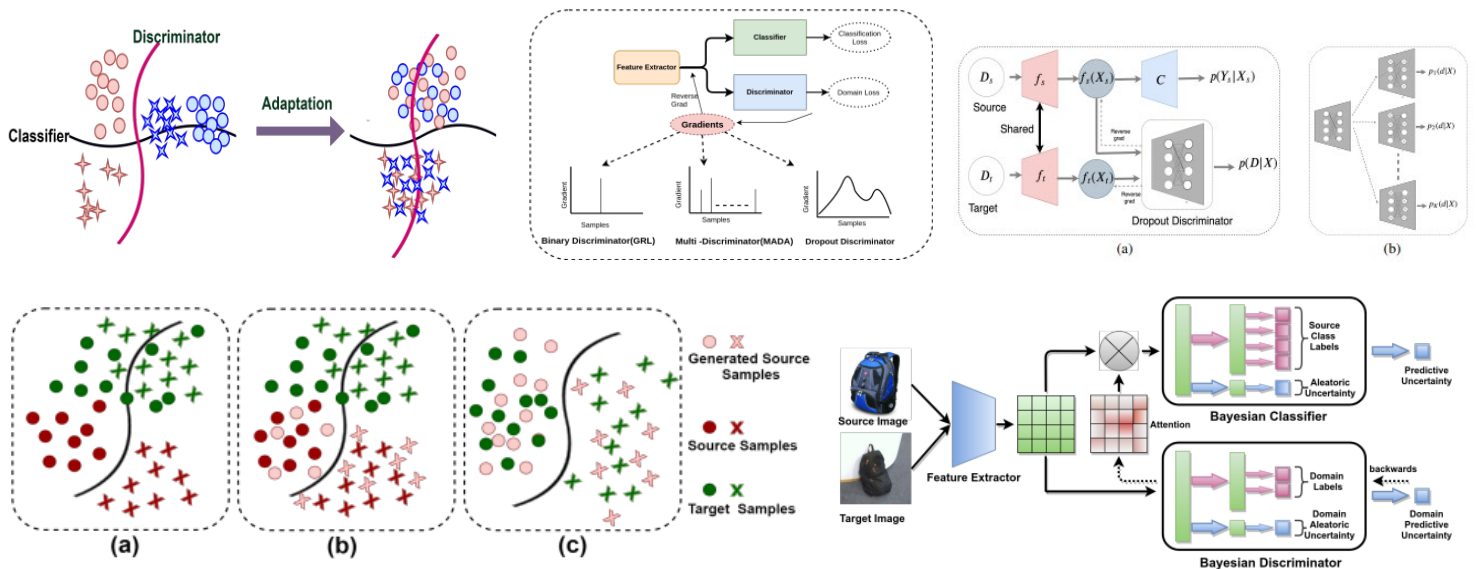 Discriminator
Adaptation
Classifier
Feature Extractor
Classifier
Classification
Loss
Discriminator
Domain Loss
Reverse
Grad
Gradients
Gradient
Samples
Gradient
Samples
Gradient
Samples
Binary Discriminator(GRL)
Multi -Discriminator(MADA)
Dropout Discriminator
D_s
f_s
f_s(X_s)
C
p(Y_s|X_s)
Source
Shared
Reverse
grad
D_t
f_t
f_t(X_t)
p(D|X)
Target
Reverse
grad
Dropout Discriminator
(a)
p_1(d|X)
p_2(d|X)
p_K(d|X)
(b)
(a)
(b)
(c)
Generated Source
Samples
Source Samples
Target Samples
Source Image
Target Image
Feature Extractor
Attention
Source
Class
Labels
Aleatoric
Uncertainty
Predictive
Uncertainty
Bayesian Classifier
Domain
Labels
Domain
Aleatoric
Uncertainty
backwards
Domain
Predictive
Uncertainty
Bayesian Discriminator